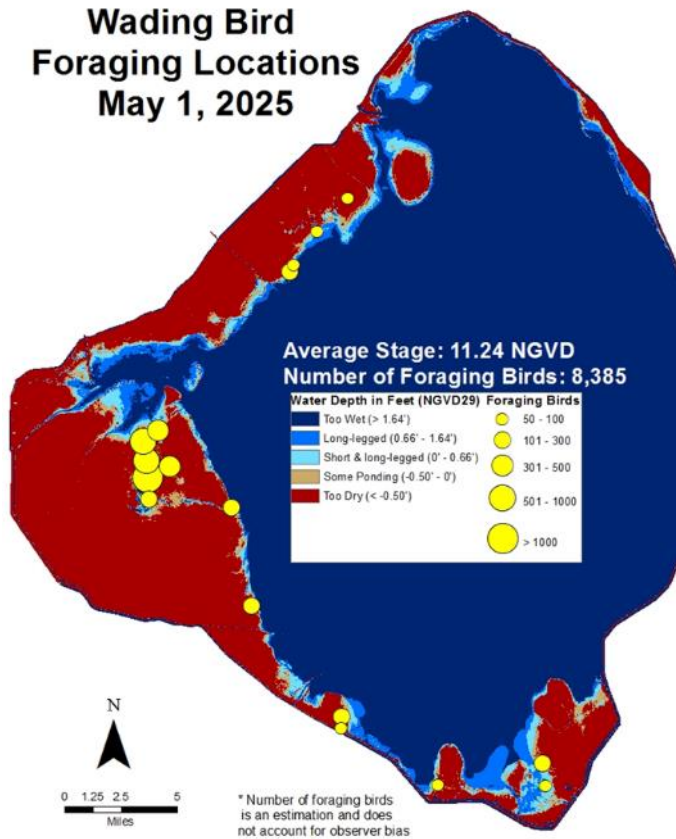 Wading Bird
Foraging Locations
May 1, 2025
Average Stage: 11.24 NGVD
Number of Foraging Birds: 8,385
Water Depth in Feet (NGVD29)
Too Wet (> 1.64')
Long-legged (0.66' - 1.64')
Short & long-legged (0' - 0.66')
Some Ponding (-0.50' - 0')
Too Dry (< -0.50')
Foraging Birds
50 - 100
101 - 300
301 - 500
501 - 1000
> 1000
N
0 1.25 2.5 5
Miles
* Number of foraging birds
is an estimation and does
not account for observer bias